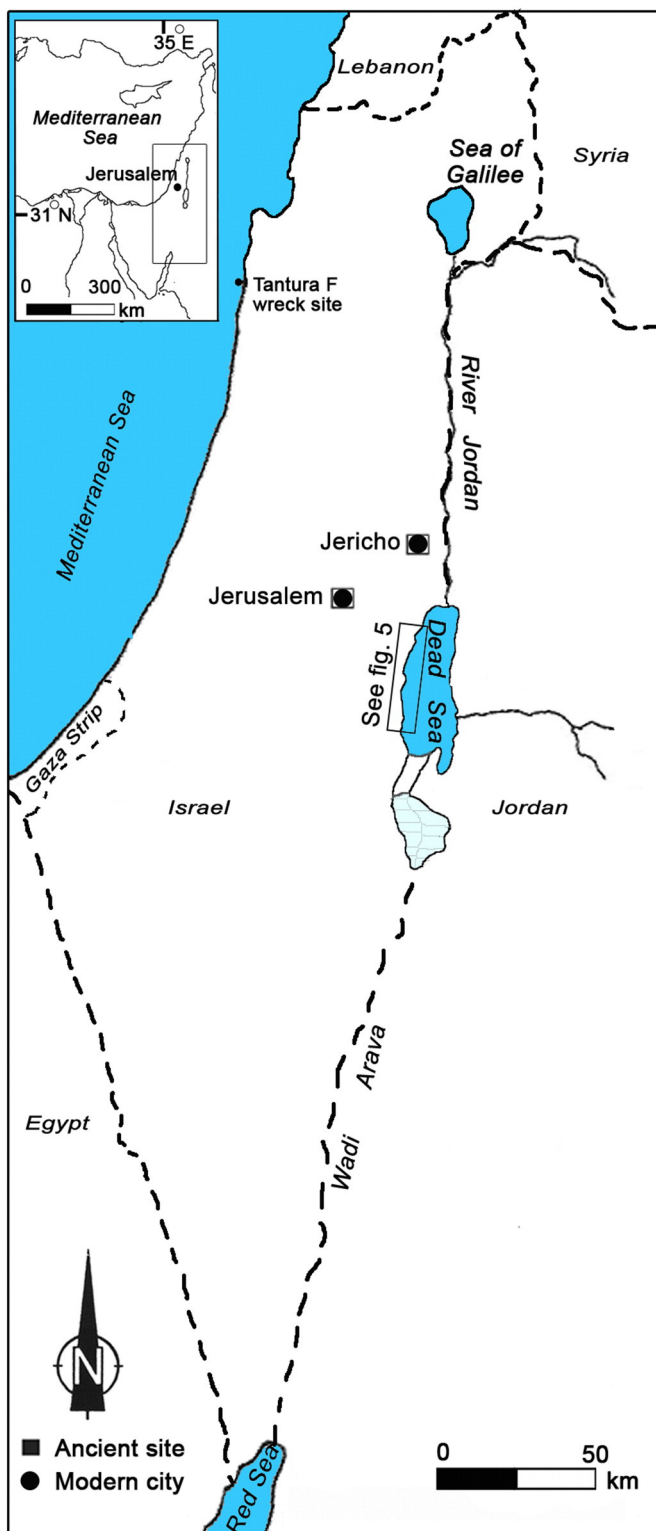 35 E
Mediterranean
Sea
Jerusalem
31 N
0 300
km
Lebanon
Sea of
Galilee
Syria
Tantura F
wreck site
Mediterranean Sea
River Jordan
Jericho
Jerusalem
See fig. 5
Dead Sea
Gaza Strip
Israel
Jordan
Wadi Arava
Egypt
N
Ancient site
Modern city
Red Sea
0 50
km